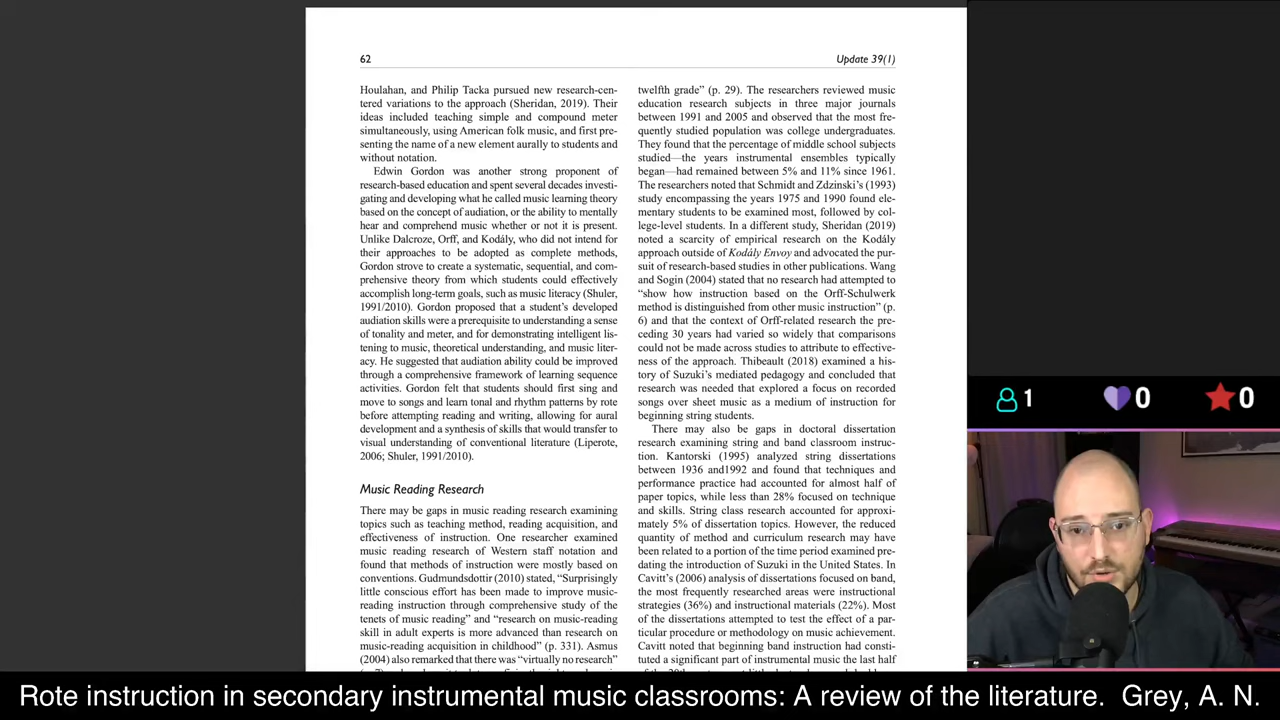 62
Update 39(1)
Houlahan, and Philip Tacka pursued new research-cen-
tered variations to the approach (Sheridan, 2019). Their
ideas included teaching simple and compound meter
simultaneously, using American folk music, and first pre-
senting the name of a new element aurally to students and
without notation.
Edwin Gordon was another strong proponent of
research-based education and spent several decades investi-
gating and developing what he called music learning theory
based on the concept of audiation, or the ability to mentally
hear and comprehend music whether or not it is present.
Unlike Dalcroze, Orff, and Kodály, who did not intend for
their approaches to be adopted as complete methods,
Gordon strove to create a systematic, sequential, and com-
prehensive theory from which students could effectively
accomplish long-term goals, such as music literacy (Shuler,
1991/2010). Gordon proposed that a student's developed
audiation skills were a prerequisite to understanding a sense
of tonality and meter, and for demonstrating intelligent lis-
tening to music, theoretical understanding, and music liter-
acy. He suggested that audiation ability could be improved
through a comprehensive framework of learning sequence
activities. Gordon felt that students should first sing and
move to songs and learn tonal and rhythm patterns by rote
before attempting reading and writing, allowing for aural
development and a synthesis of skills that would transfer to
visual understanding of conventional literature (Liperote,
2006; Shuler, 1991/2010).
Music Reading Research
There may be gaps in music reading research examining
topics such as teaching method, reading acquisition, and
effectiveness of instruction. One researcher examined
music reading research of Western staff notation and
found that methods of instruction were mostly based on
conventions. Gudmundsdottir (2010) stated, "Surprisingly
little conscious effort has been made to improve music-
reading instruction through comprehensive study of the
tenets of music reading" and "research on music-reading
skill in adult experts is more advanced than research on
music-reading acquisition in childhood" (p. 331). Asmus
(2004) also remarked that there was "virtually no research"
twelfth grade" (p. 29). The researchers reviewed music
education research subjects in three major journals
between 1991 and 2005 and observed that the most fre-
quently studied population was college undergraduates.
They found that the percentage of middle school subjects
studied—the years instrumental ensembles typically
began—had remained between 5% and 11% since 1961.
The researchers noted that Schmidt and Zdzinski's (1993)
study encompassing the years 1975 and 1990 found ele-
mentary students to be examined most, followed by col-
lege-level students. In a different study, Sheridan (2019)
noted a scarcity of empirical research on the Kodály
approach outside of Kodály Envoy and advocated the pur-
suit of research-based studies in other publications. Wang
and Sogin (2004) stated that no research had attempted to
"show how instruction based on the Orff-Schulwerk
method is distinguished from other music instruction" (p.
6) and that the context of Orff-related research the pre-
ceding 30 years had varied so widely that comparisons
could not be made across studies to attribute to effective-
ness of the approach. Thibeault (2018) examined a his-
tory of Suzuki's mediated pedagogy and concluded that
research was needed that explored a focus on recorded
songs over sheet music as a medium of instruction for
beginning string students.
There may also be gaps in doctoral dissertation
research examining string and band classroom instruc-
tion. Kantorski (1995) analyzed string dissertations
between 1936 and1992 and found that techniques and
performance practice had accounted for almost half of
paper topics, while less than 28% focused on technique
and skills. String class research accounted for approxi-
mately 5% of dissertation topics. However, the reduced
quantity of method and curriculum research may have
been related to a portion of the time period examined pre-
dating the introduction of Suzuki in the United States. In
Cavitt's (2006) analysis of dissertations focused on band,
the most frequently researched areas were instructional
strategies (36%) and instructional materials (22%). Most
of the dissertations attempted to test the effect of a par-
ticular procedure or methodology on music achievement.
Cavitt noted that beginning band instruction had consti-
tuted a significant part of instrumental music the last half
1
0
0
Rote instruction in secondary instrumental music classrooms: A review of the literature. Grey, A. N.